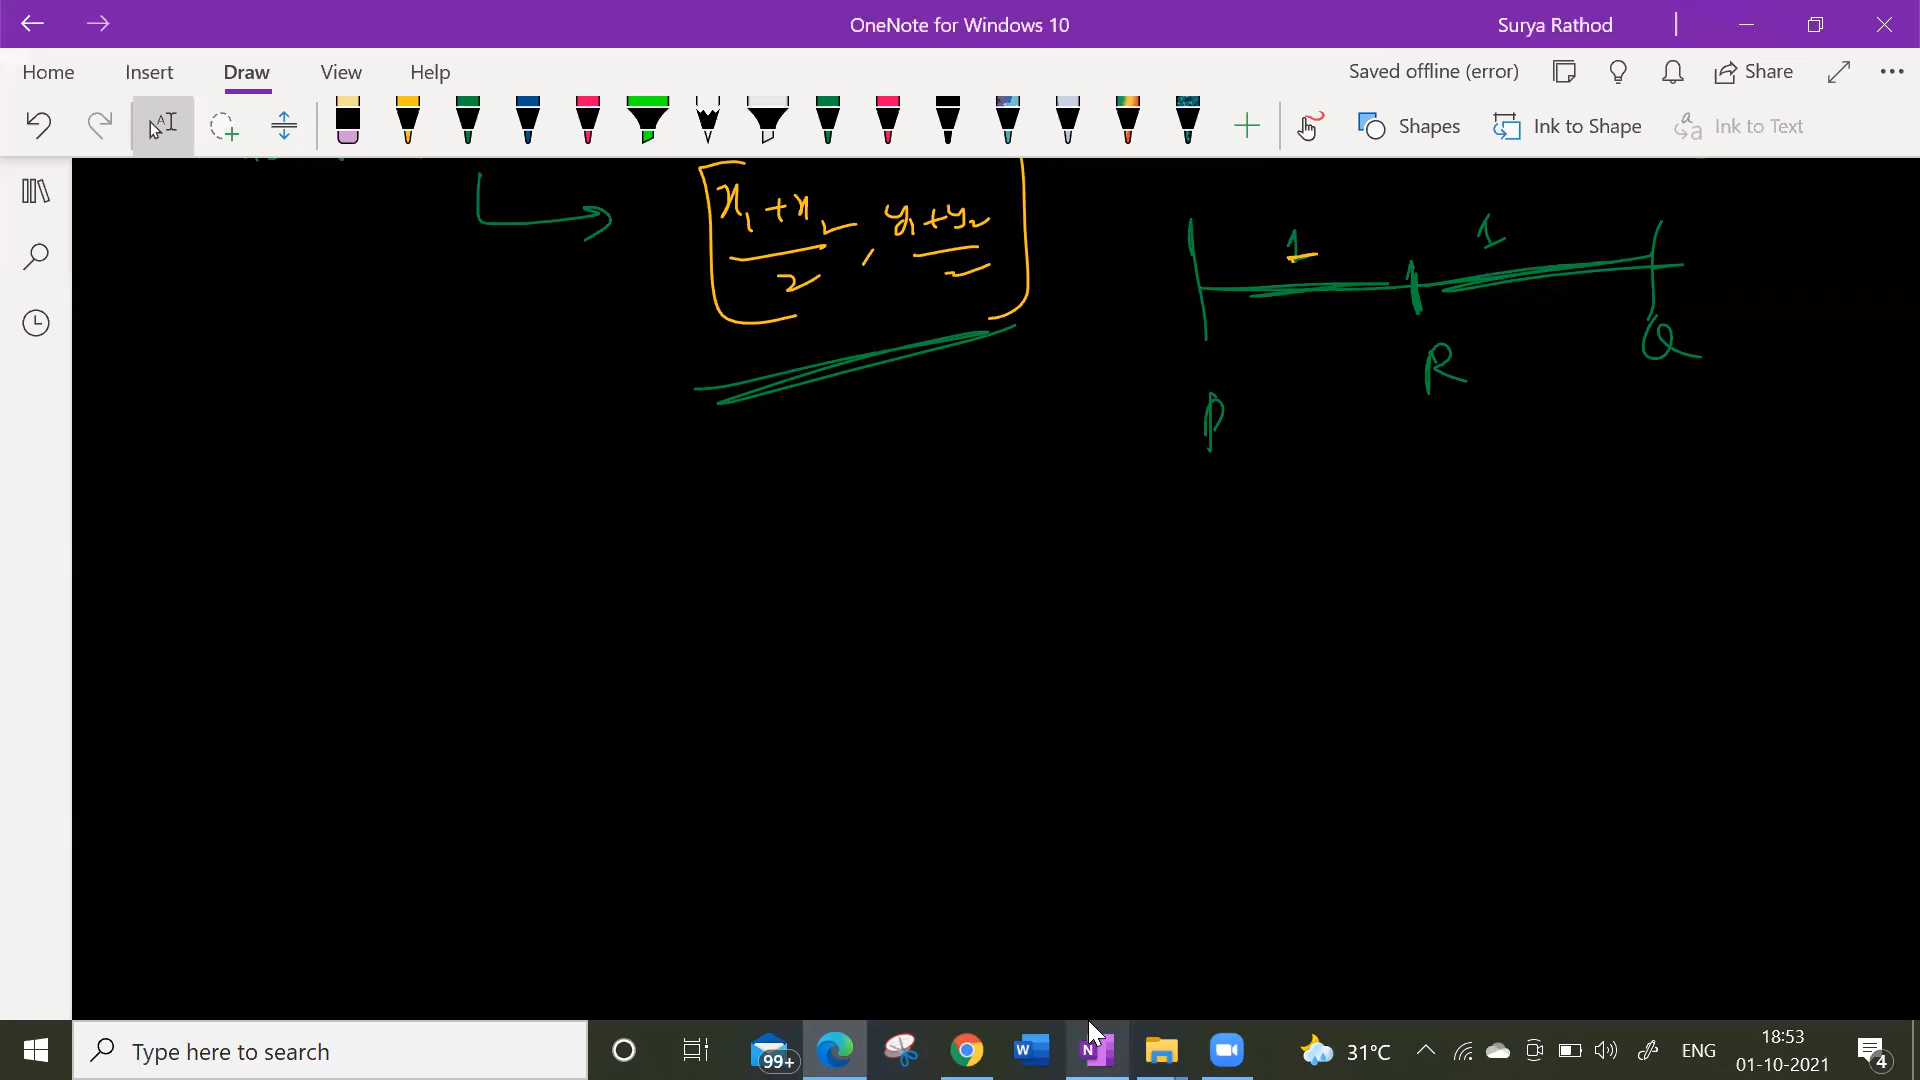 OneNote for Windows 10
Surya Rathod
Home
Insert
Draw
View
Help
Saved offline (error)
Share
Shapes
Ink to Shape
Ink to Text
x₁ + x₂ / 2 , y₁ + y₂ / 2
1
1
P
R
Q
Type here to search
99+
31°C
ENG
18:53
01-10-2021
4